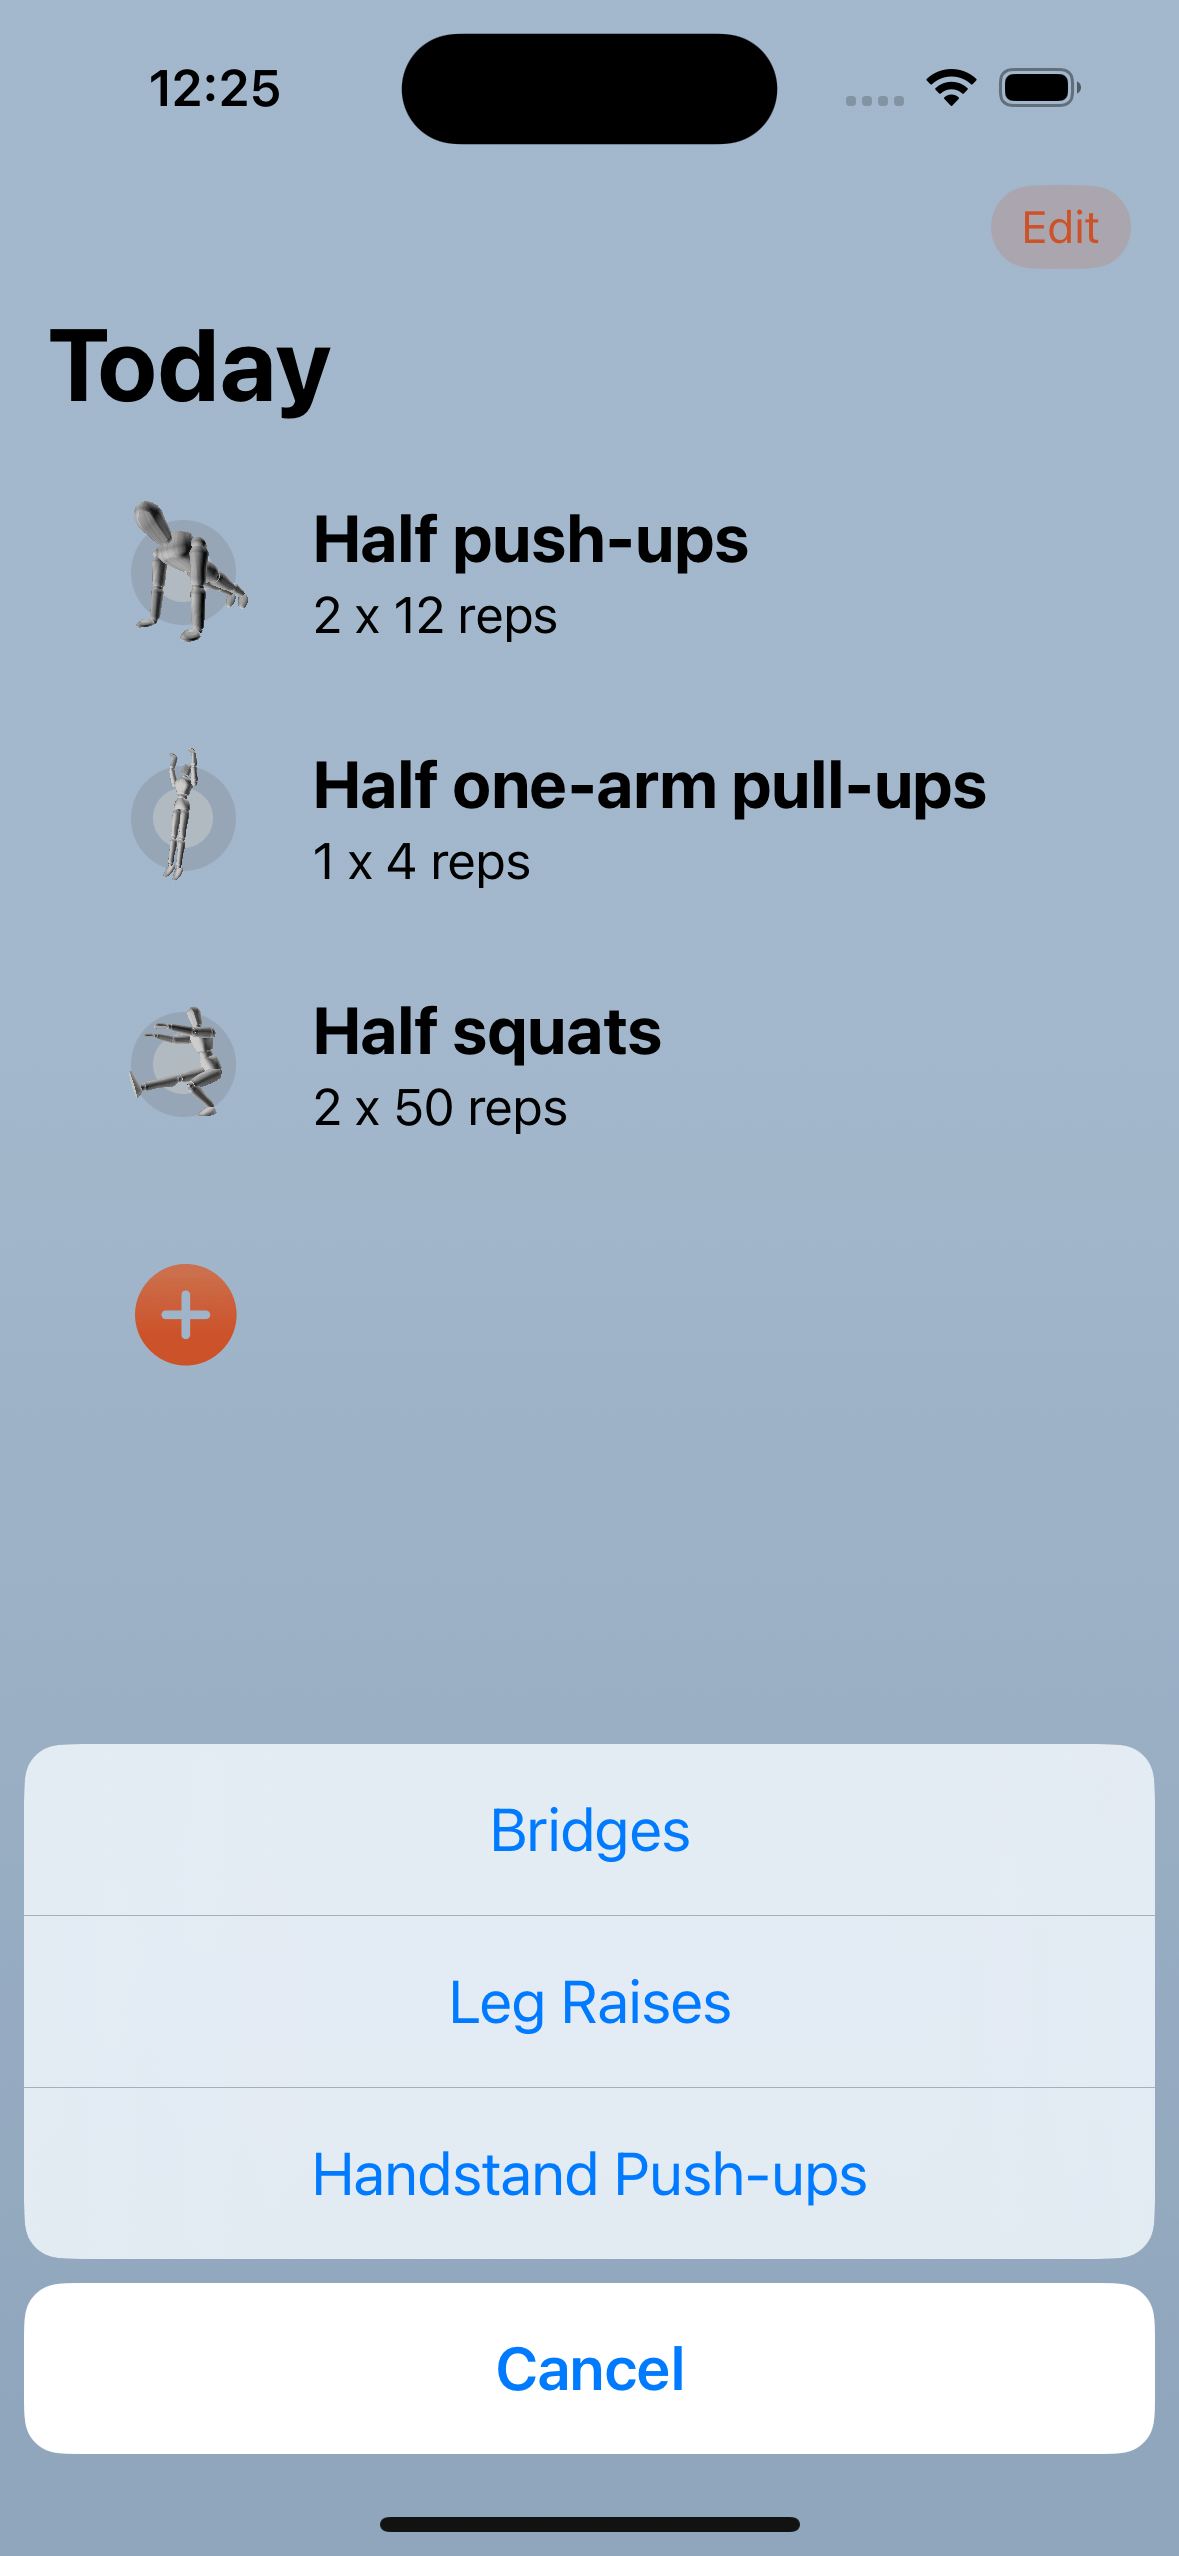 12:25
Edit
Today
Half push-ups
2 x 12 reps
Half one-arm pull-ups
1 x 4 reps
Half squats
2 x 50 reps
Bridges
Leg Raises
Handstand Push-ups
Cancel